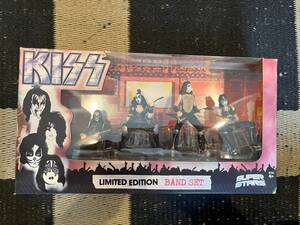 KISS
LIMITED EDITION BAND SET
SUPER
STARS